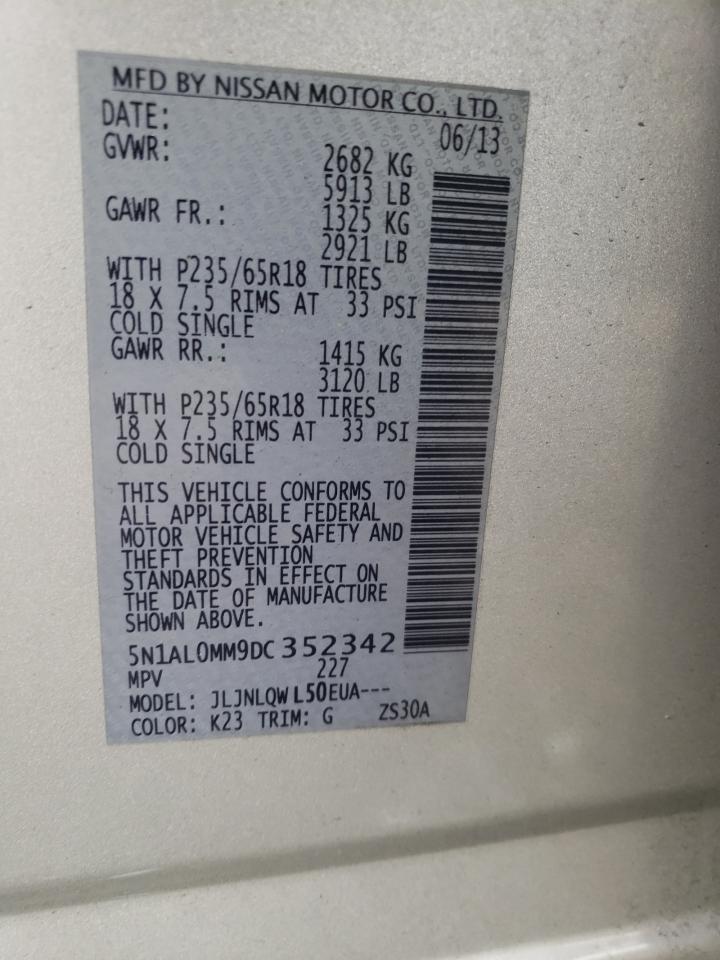 MFD BY NISSAN MOTOR CO., LTD.
DATE: 06/13
GVWR: 2682 KG
5913 LB
GAWR FR.: 1325 KG
2921 LB
WITH P235/65R18 TIRES
18 X 7.5 RIMS AT 33 PSI
COLD SINGLE
GAWR RR.: 1415 KG
3120 LB
WITH P235/65R18 TIRES
18 X 7.5 RIMS AT 33 PSI
COLD SINGLE
THIS VEHICLE CONFORMS TO
ALL APPLICABLE FEDERAL
MOTOR VEHICLE SAFETY AND
THEFT PREVENTION
STANDARDS IN EFFECT ON
THE DATE OF MANUFACTURE
SHOWN ABOVE.
5N1AL0MM9DC352342
MPV 227
MODEL: JLJNLQWL50EUA---
COLOR: K23 TRIM: G ZS30A